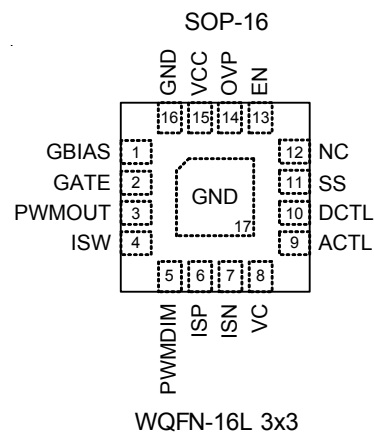 SOP-16
GND VCC OVP EN
16 15 14 13
GBIAS 1 12 NC
GATE 2 GND 11 SS
PWMOUT 3 17 10 DCTL
ISW 4 9 ACTL
5 6 7 8
PWMDIM ISP ISN VC
WQFN-16L 3x3